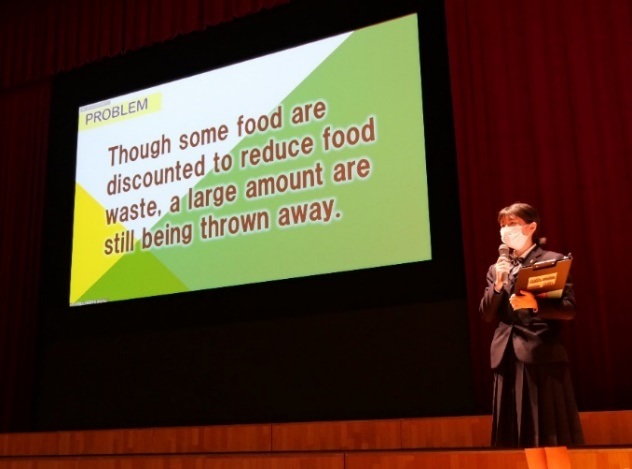 PROBLEM
Though some food are
discounted to reduce food
waste, a large amount are
still being thrown away.